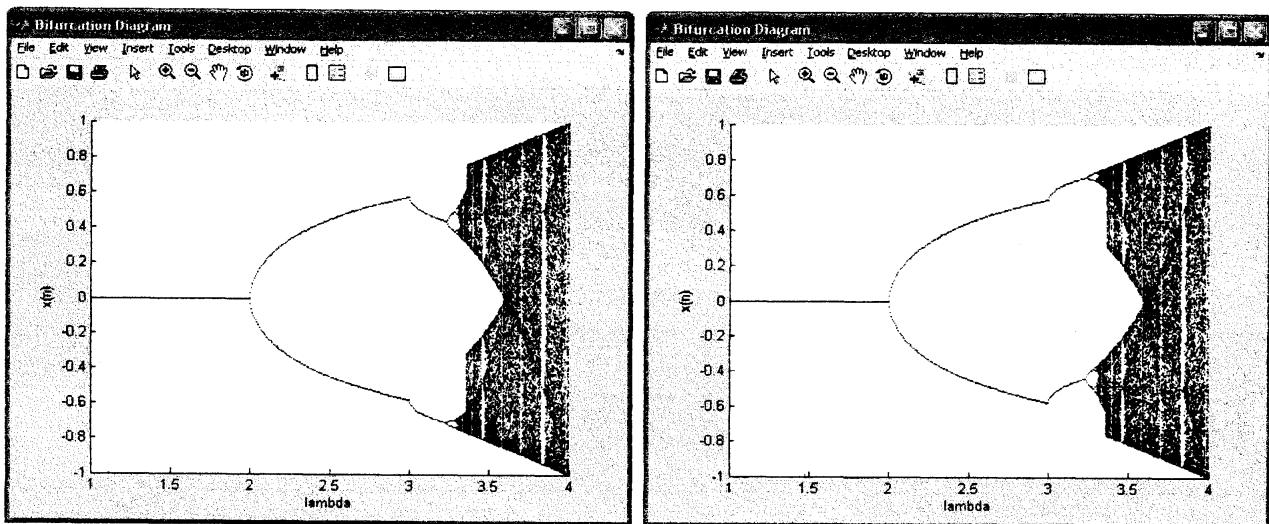 Bifurcation Diagram
File Edit View Insert Tools Desktop Window Help
1
0.8
0.6
0.4
0.2
0
-0.2
-0.4
-0.6
-0.8
-1
x(n)
1 1.5 2 2.5 3 3.5 4
lambda
Bifurcation Diagram
File Edit View Insert Tools Desktop Window Help
1
0.8
0.6
0.4
0.2
0
-0.2
-0.4
-0.6
-0.8
-1
x(n)
1 1.5 2 2.5 3 3.5 4
lambda